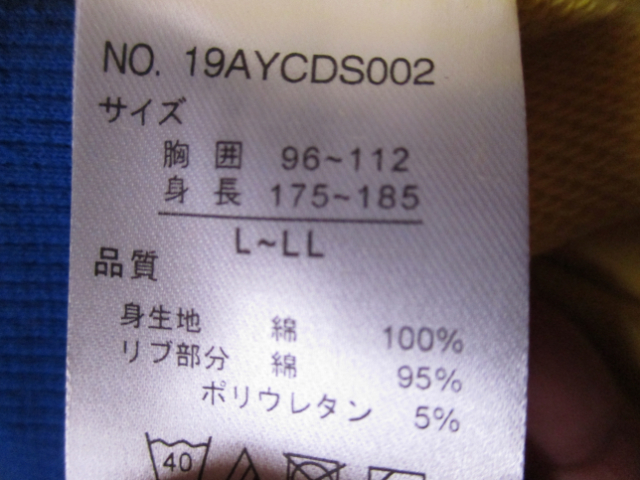 NO. 19AYCDS002
サイズ
胸囲 96~112
身長 175~185
L~LL
品質
身生地 綿 100%
リブ部分 綿 95%
ポリウレタン 5%
40